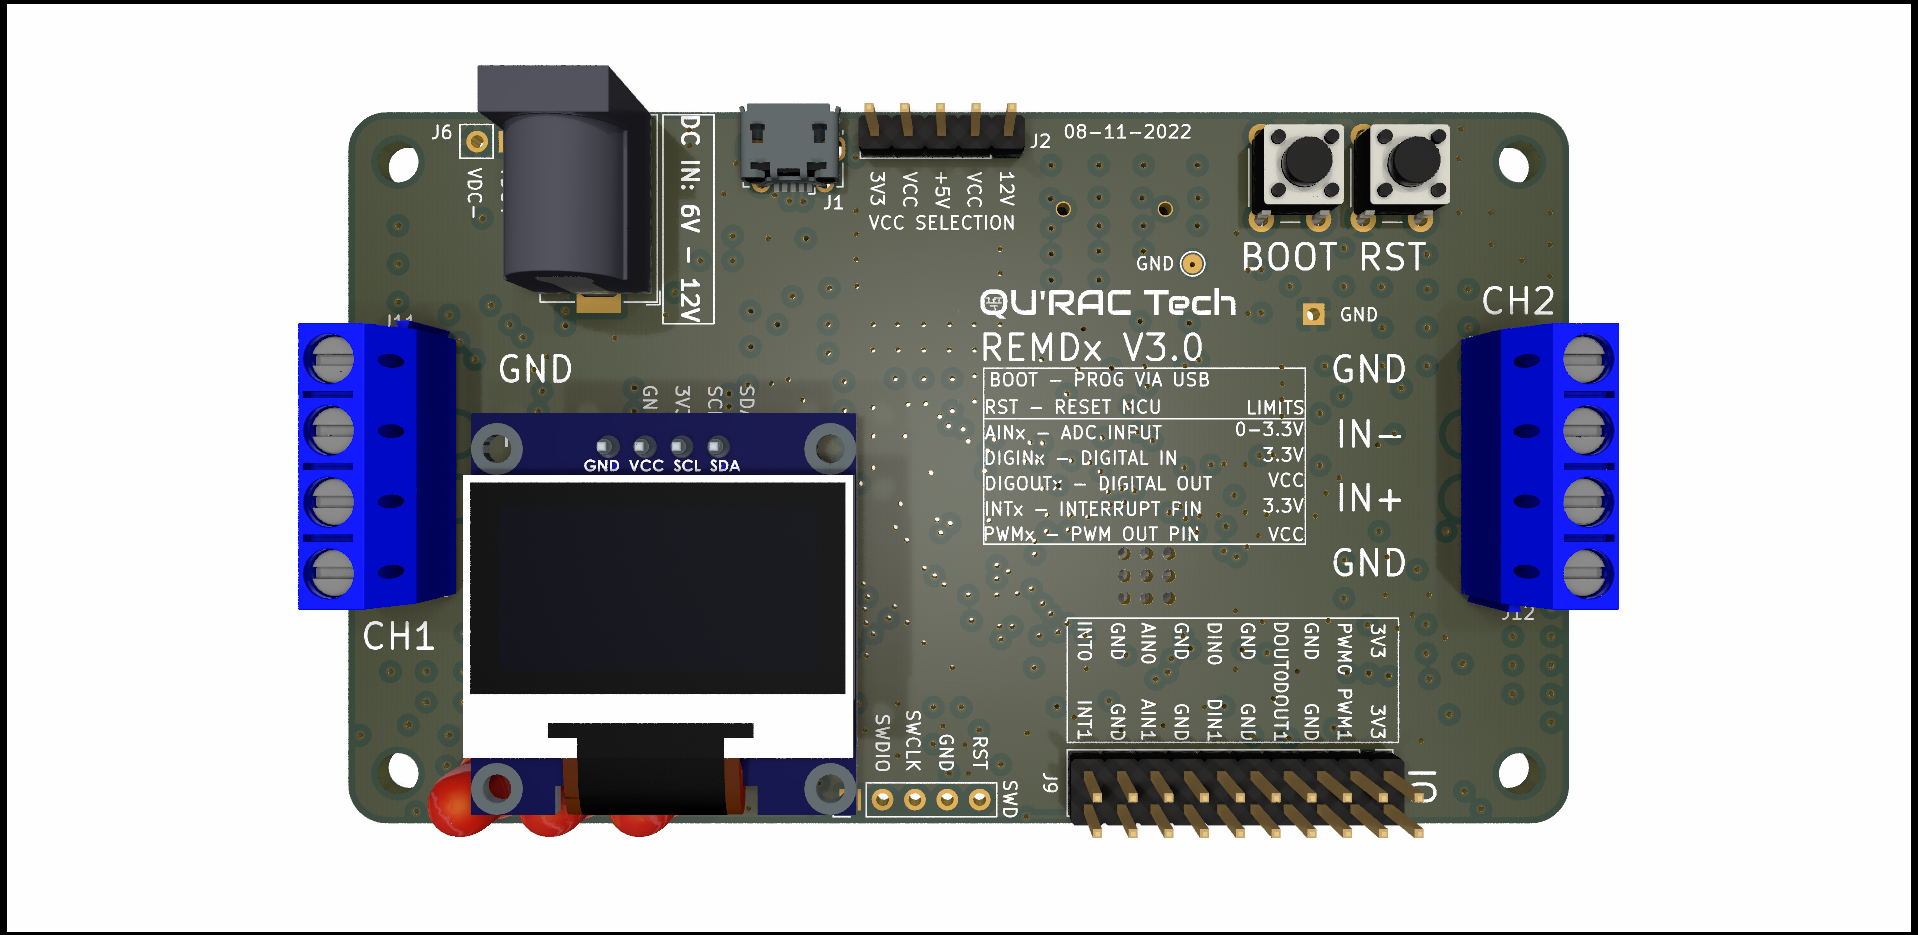 J6
VDC-
DC IN: 6V - 12V
J1
J2
08-11-2022
3V3
VCC
+5V
VCC
12V
VCC SELECTION
BOOT
RST
GND
GND
QU'RAC Tech
REMDx V3.0
BOOT - PROG VIA USB
RST - RESET MCU LIMITS
AINx - ADC INPUT 0-3.3V
DIGINx - DIGITAL IN 3.3V
DIGOUTx - DIGITAL OUT VCC
INTx - INTERRUPT PIN 3.3V
PWMx - PWM OUT PIN VCC
J11
GND
CH1
GND VCC SCL SDA
CH2
GND
IN-
IN+
GND
J12
SWDIO
SWCLK
GND
RST
SWD
INT0 GND AIN0 GND DIN0 GND DOUT0 GND PWM0 3V3
INT1 GND AIN1 GND DIN1 GND DOUT1 GND PWM1 3V3
J9